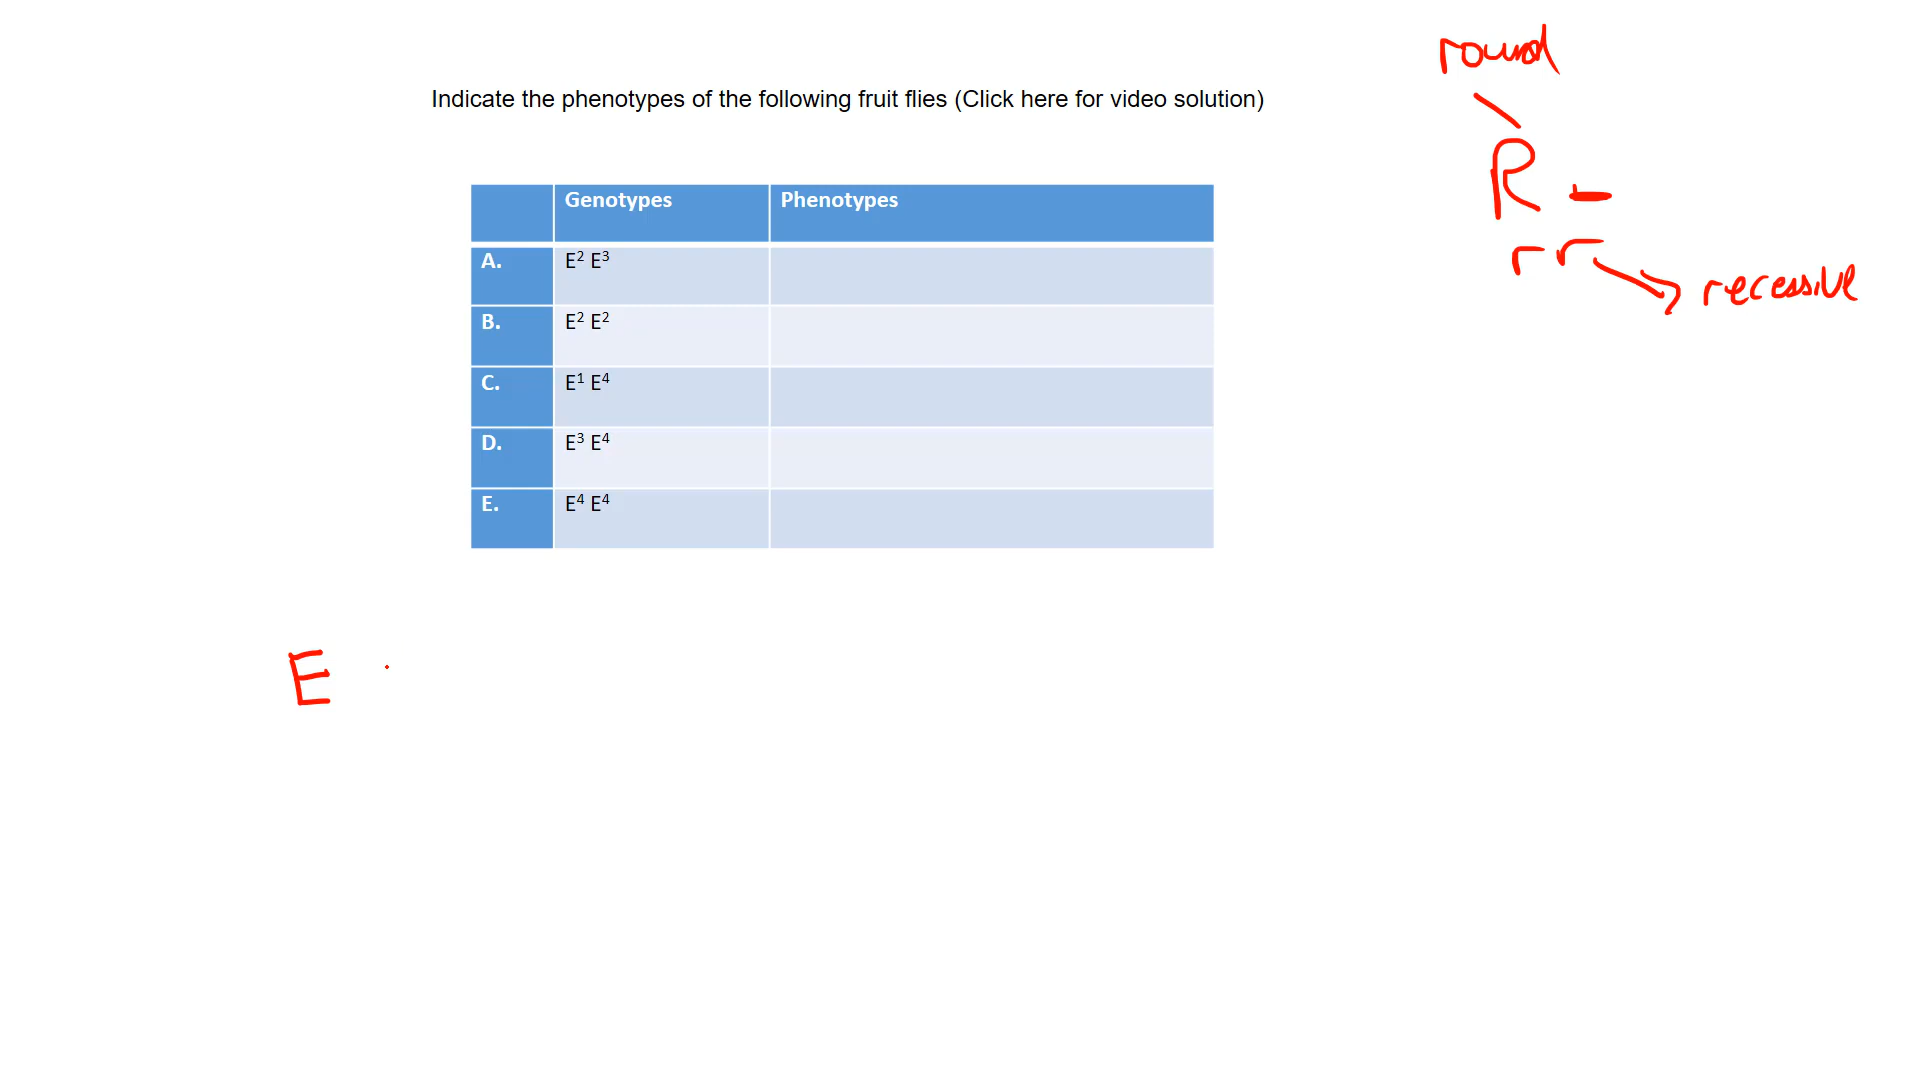 round
Indicate the phenotypes of the following fruit flies (Click here for video solution)
R -
r r
recessive
Genotypes Phenotypes
A. E² E³
B. E² E²
C. E¹ E⁴
D. E³ E⁴
E. E⁴ E⁴
E